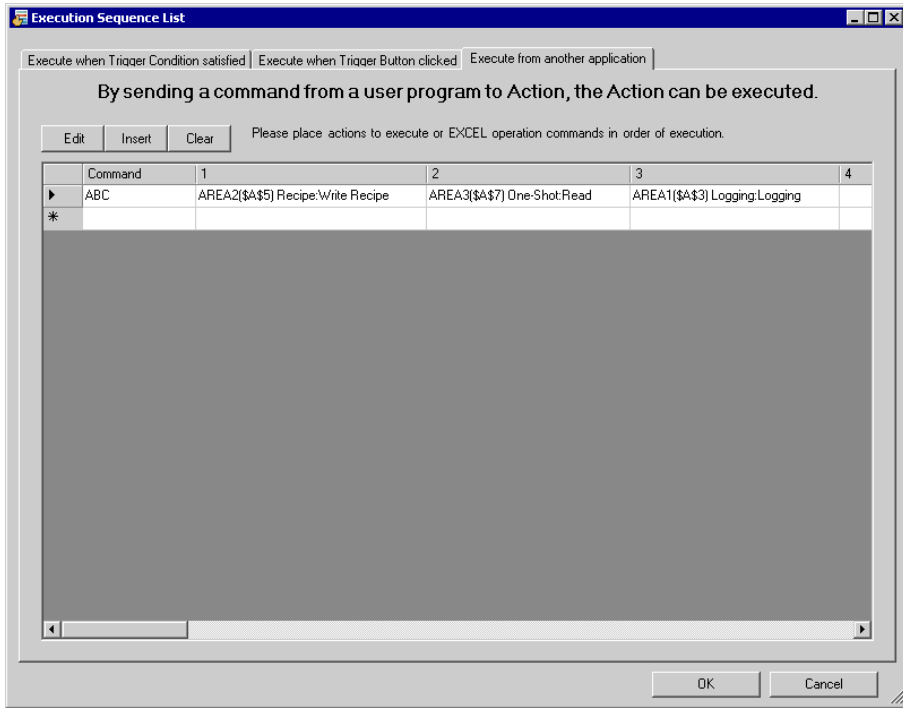 Execution Sequence List
Execute when Trigger Condition satisfied Execute when Trigger Button clicked Execute from another application
By sending a command from a user program to Action, the Action can be executed.
Edit Insert Clear Please place actions to execute or EXCEL operation commands in order of execution.
Command 1 2 3 4
ABC AREA2($A$5) Recipe:Write Recipe AREA3($A$7) One-Shot:Read AREA1($A$3) Logging:Logging
OK Cancel